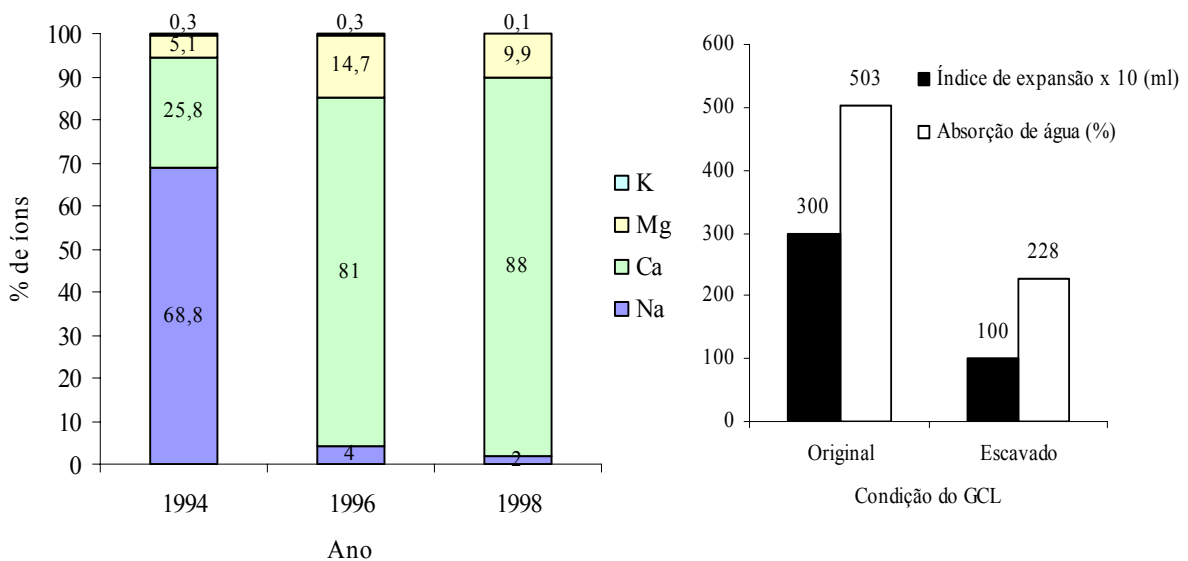 0,3 0,3 0,1
100
90
80
70
60
50
40
30
20
10
0
% de íons
5,1
25,8
68,8
14,7
81
4
9,9
88
2
1994 1996 1998
Ano
K
Mg
Ca
Na
600
500
400
300
200
100
0
Índice de expansão x 10 (ml)
Absorção de água (%)
300
503
100
228
Original Escavado
Condição do GCL